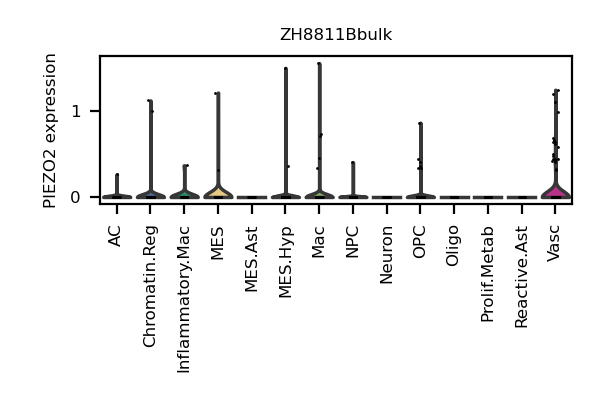 ZH8811Bbulk
PIEZO2 expression
1
0
AC
Chromatin.Reg
Inflammatory.Mac
MES
MES.Ast
MES.Hyp
Mac
NPC
Neuron
OPC
Oligo
Prolif.Metab
Reactive.Ast
Vasc